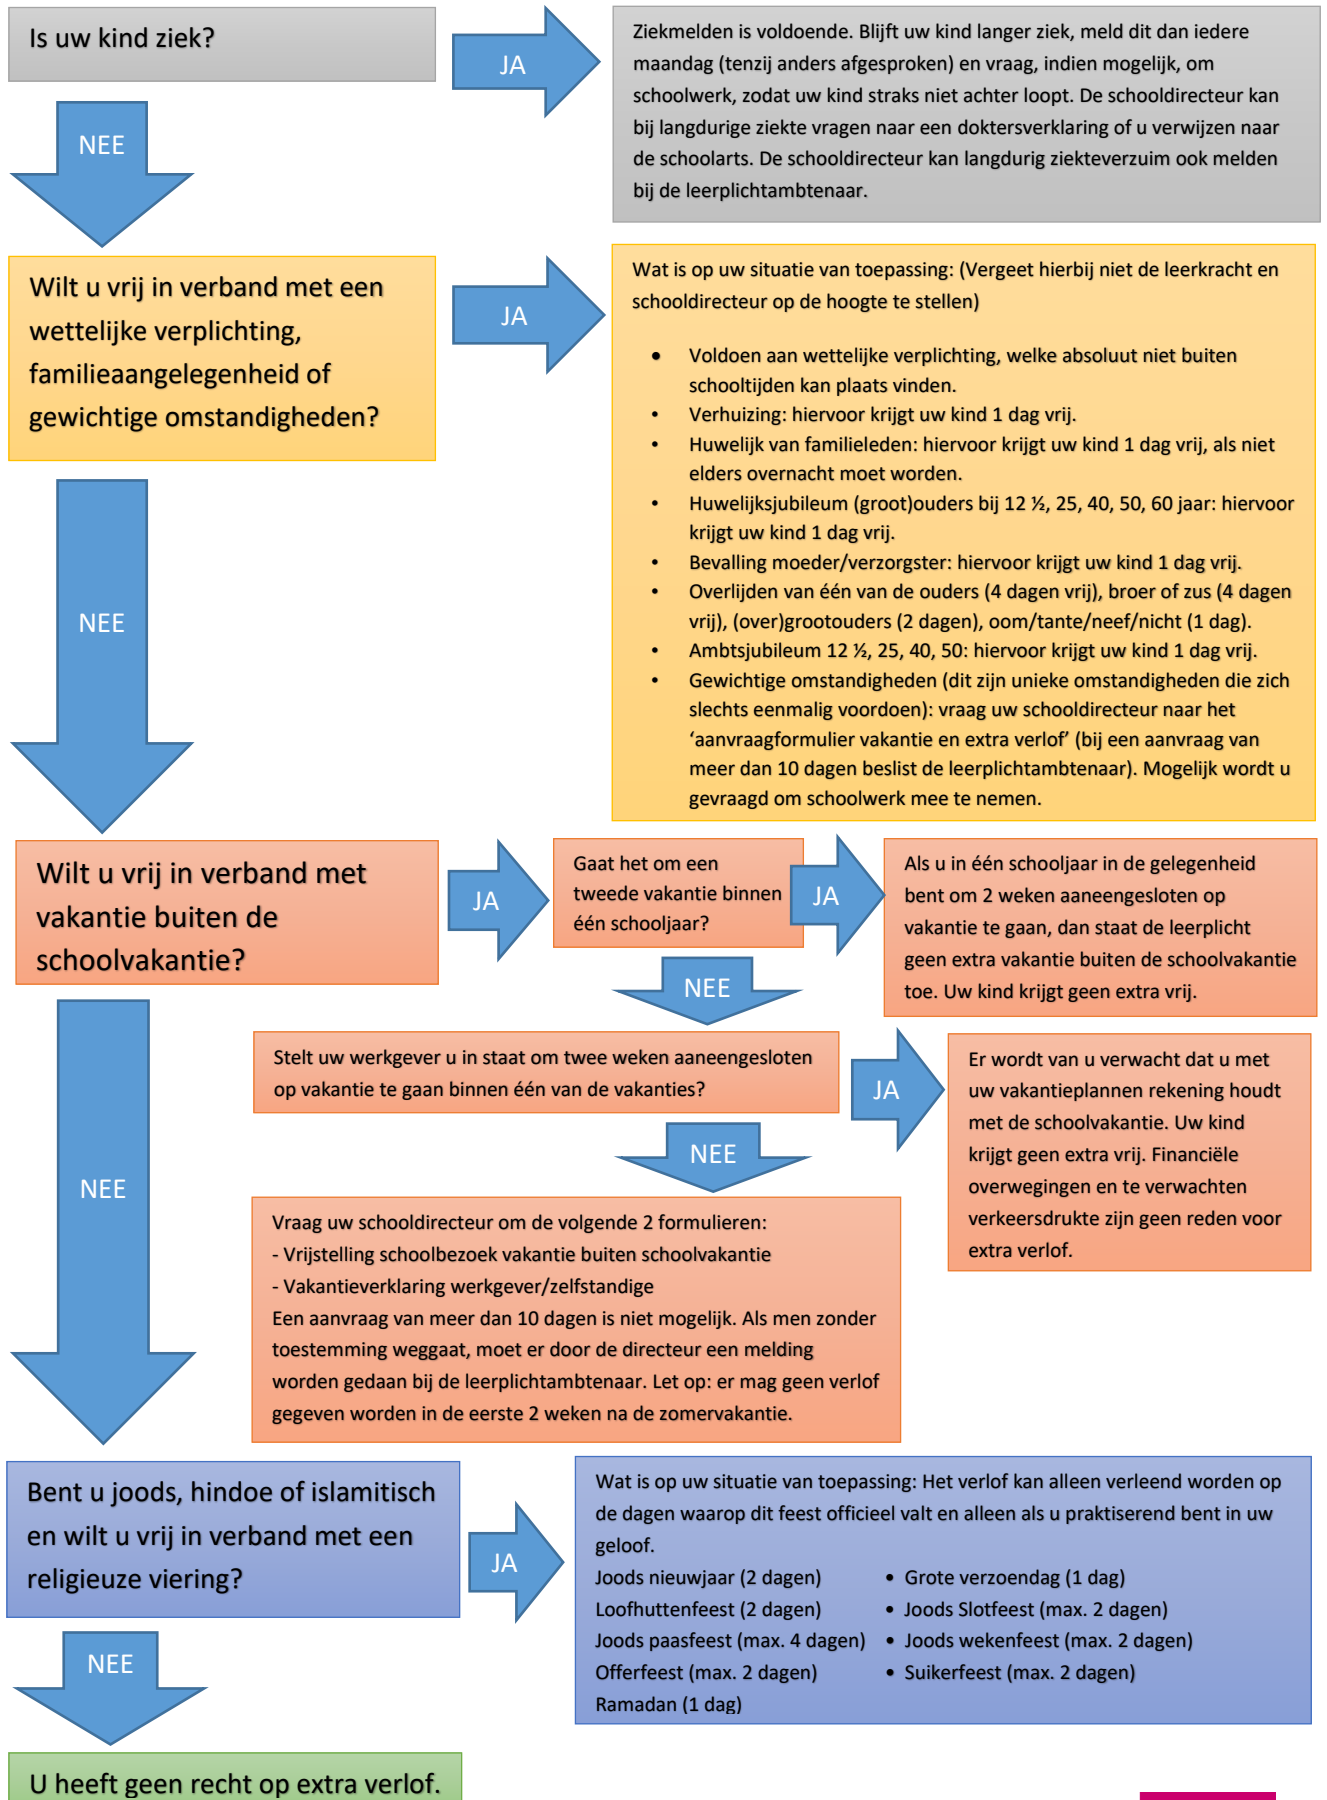 Is uw kind ziek?
JA
Ziekmelden is voldoende. Blijft uw kind langer ziek, meld dit dan iedere
maandag (tenzij anders afgesproken) en vraag, indien mogelijk, om
schoolwerk, zodat uw kind straks niet achter loopt. De schooldirecteur kan
bij langdurige ziekte vragen naar een doktersverklaring of u verwijzen naar
de schoolarts. De schooldirecteur kan langdurig ziekteverzuim ook melden
bij de leerplichtambtenaar.
NEE
Wilt u vrij in verband met een
wettelijke verplichting,
familieaangelegenheid of
gewichtige omstandigheden?
JA
Wat is op uw situatie van toepassing: (Vergeet hierbij niet de leerkracht en
schooldirecteur op de hoogte te stellen)
• Voldoen aan wettelijke verplichting, welke absoluut niet buiten
schooltijden kan plaats vinden.
• Verhuizing: hiervoor krijgt uw kind 1 dag vrij.
• Huwelijk van familieleden: hiervoor krijgt uw kind 1 dag vrij, als niet
elders overnacht moet worden.
• Huwelijksjubileum (groot)ouders bij 12 ½, 25, 40, 50, 60 jaar: hiervoor
krijgt uw kind 1 dag vrij.
• Bevalling moeder/verzorgster: hiervoor krijgt uw kind 1 dag vrij.
• Overlijden van één van de ouders (4 dagen vrij), broer of zus (4 dagen
vrij), (over)grootouders (2 dagen), oom/tante/neef/nicht (1 dag).
• Ambtsjubileum 12 ½, 25, 40, 50: hiervoor krijgt uw kind 1 dag vrij.
• Gewichtige omstandigheden (dit zijn unieke omstandigheden die zich
slechts eenmalig voordoen): vraag uw schooldirecteur naar het
‘aanvraagformulier vakantie en extra verlof’ (bij een aanvraag van
meer dan 10 dagen beslist de leerplichtambtenaar). Mogelijk wordt u
gevraagd om schoolwerk mee te nemen.
NEE
Wilt u vrij in verband met
vakantie buiten de
schoolvakantie?
JA
Gaat het om een
tweede vakantie binnen
één schooljaar?
JA
Als u in één schooljaar in de gelegenheid
bent om 2 weken aaneengesloten op
vakantie te gaan, dan staat de leerplicht
geen extra vakantie buiten de schoolvakantie
toe. Uw kind krijgt geen extra vrij.
NEE
Stelt uw werkgever u in staat om twee weken aaneengesloten
op vakantie te gaan binnen één van de vakanties?
JA
Er wordt van u verwacht dat u met
uw vakantieplannen rekening houdt
met de schoolvakantie. Uw kind
krijgt geen extra vrij. Financiële
overwegingen en te verwachten
verkeersdrukte zijn geen reden voor
extra verlof.
NEE
Vraag uw schooldirecteur om de volgende 2 formulieren:
- Vrijstelling schoolbezoek vakantie buiten schoolvakantie
- Vakantieverklaring werkgever/zelfstandige
Een aanvraag van meer dan 10 dagen is niet mogelijk. Als men zonder
toestemming weggaat, moet er door de directeur een melding
worden gedaan bij de leerplichtambtenaar. Let op: er mag geen verlof
gegeven worden in de eerste 2 weken na de zomervakantie.
NEE
Bent u joods, hindoe of islamitisch
en wilt u vrij in verband met een
religieuze viering?
JA
Wat is op uw situatie van toepassing: Het verlof kan alleen verleend worden op
de dagen waarop dit feest officieel valt en alleen als u praktiserend bent in uw
geloof.
Joods nieuwjaar (2 dagen) • Grote verzoendag (1 dag)
Loofhuttenfeest (2 dagen) • Joods Slotfeest (max. 2 dagen)
Joods paasfeest (max. 4 dagen) • Joods wekenfeest (max. 2 dagen)
Offerfeest (max. 2 dagen) • Suikerfeest (max. 2 dagen)
Ramadan (1 dag)
NEE
U heeft geen recht op extra verlof.